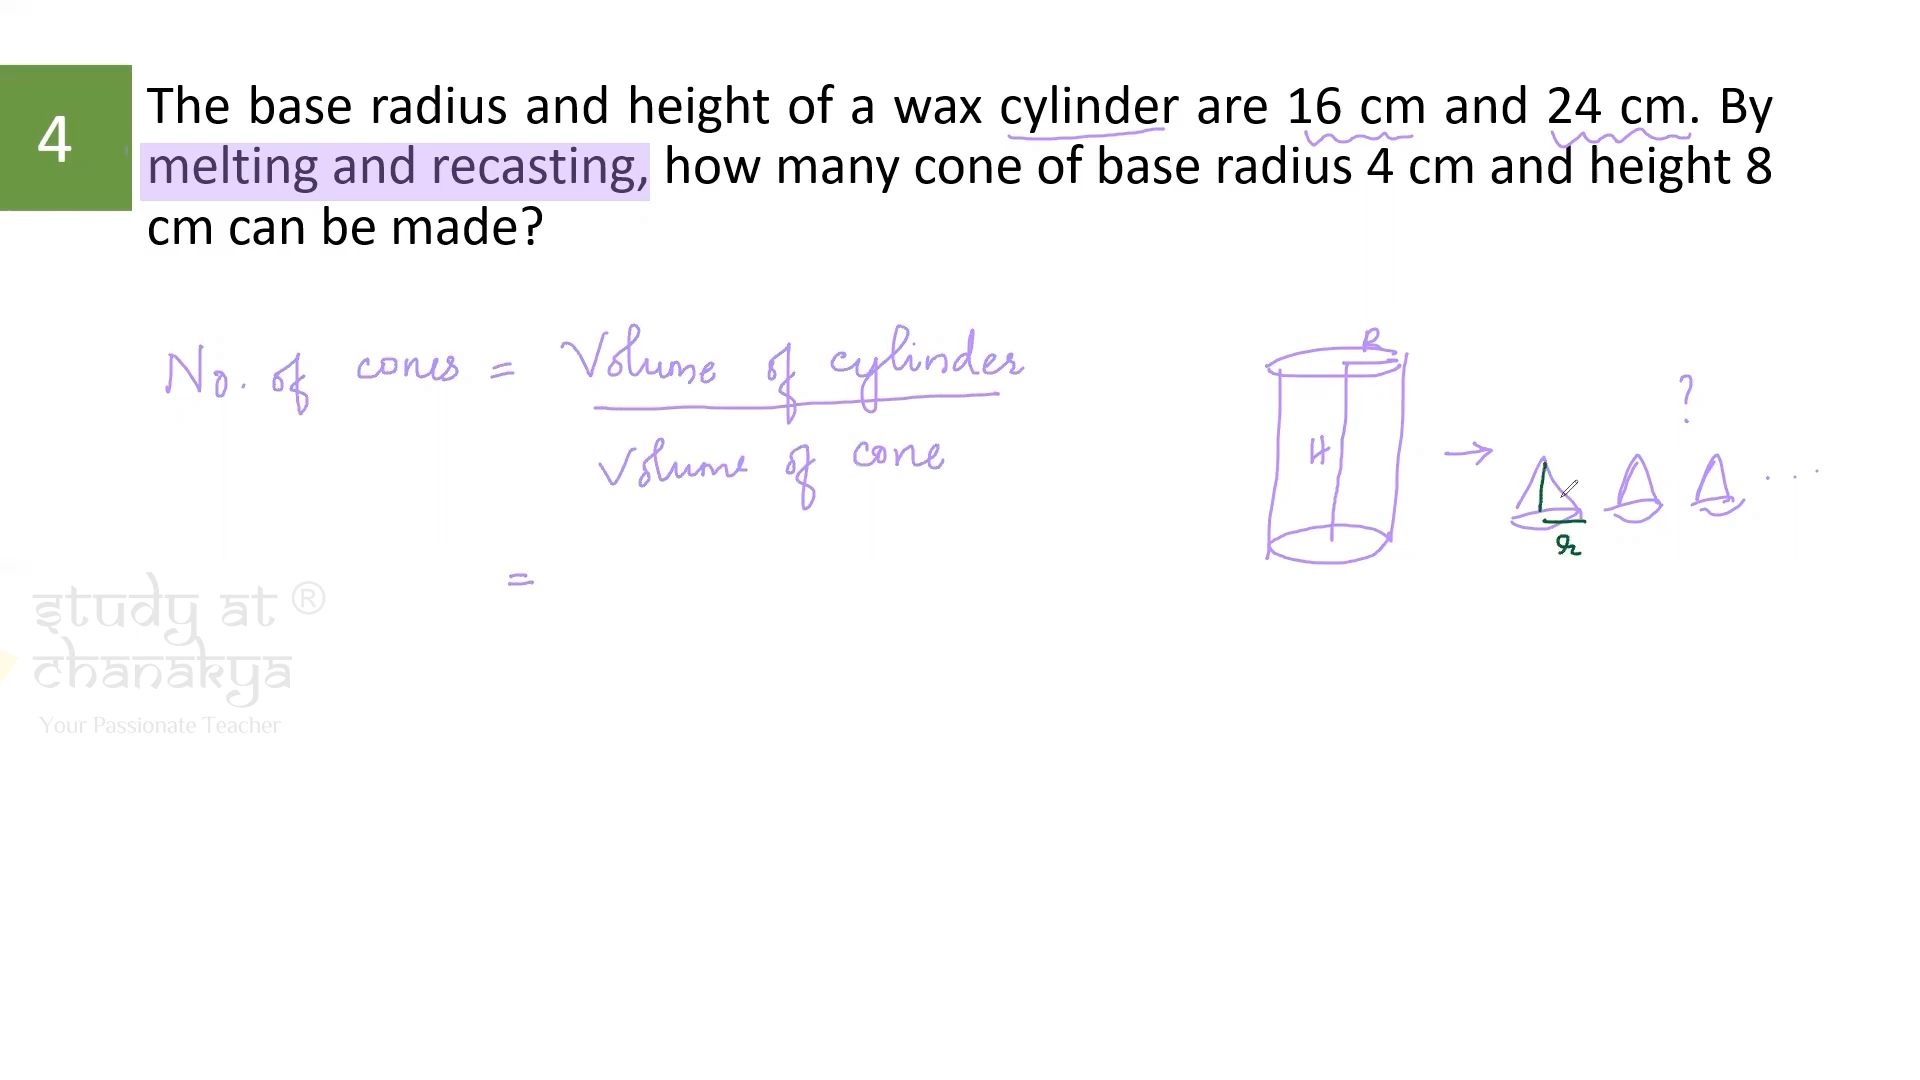 4
The base radius and height of a wax cylinder are 16 cm and 24 cm. By
melting and recasting, how many cone of base radius 4 cm and height 8
cm can be made?
No. of cones = Volume of cylinder
Volume of cone
=
R
H
→
?
...
r
study at ®
chanakya
Your Passionate Teacher